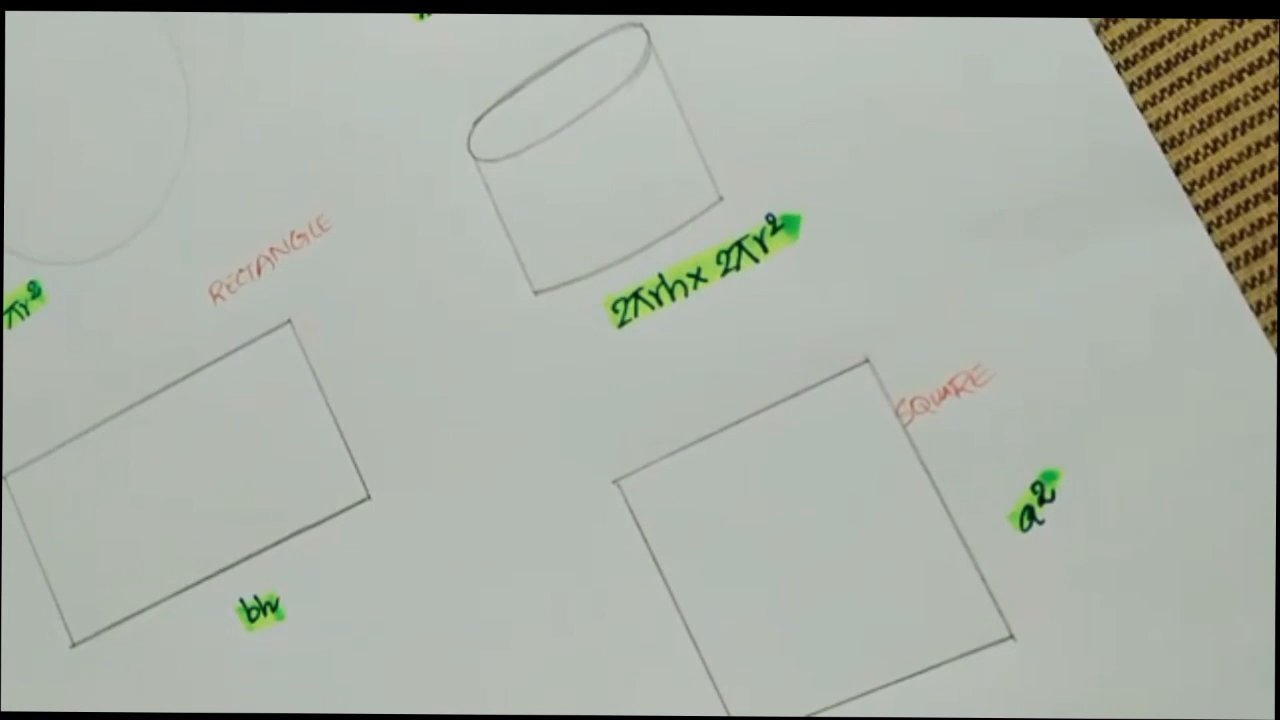 2πrh× 2πr²
RECTANGLE
πr²
SQUARE
a²
bh